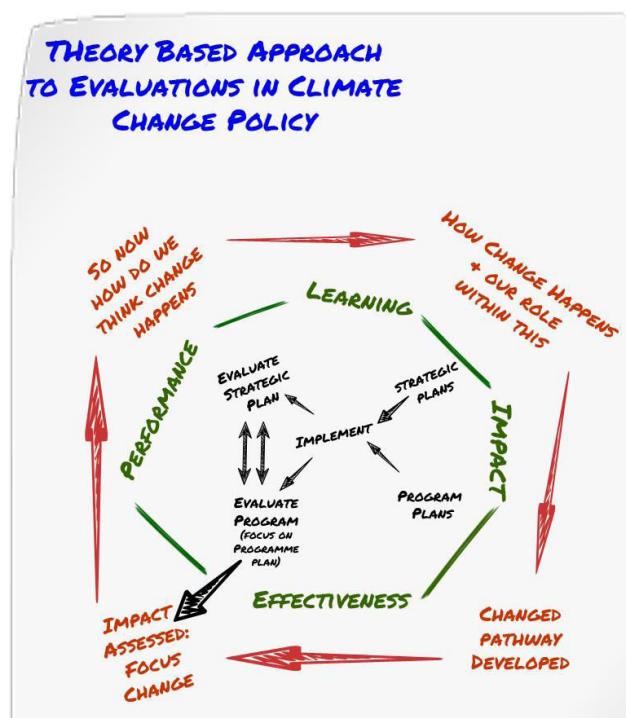 THEORY BASED APPROACH
TO EVALUATIONS IN CLIMATE
CHANGE POLICY
SO NOW
HOW DO WE
THINK CHANGE
HAPPENS
HOW CHANGE HAPPENS
+ OUR ROLE
WITHIN THIS
LEARNING
PERFORMANCE
IMPACT
EVALUATE
STRATEGIC
PLAN
STRATEGIC
PLANS
IMPLEMENT
EVALUATE
PROGRAM
(FOCUS ON
PROGRAMME
PLAN)
PROGRAM
PLANS
EFFECTIVENESS
IMPACT
ASSESSED:
FOCUS
CHANGE
CHANGED
PATHWAY
DEVELOPED